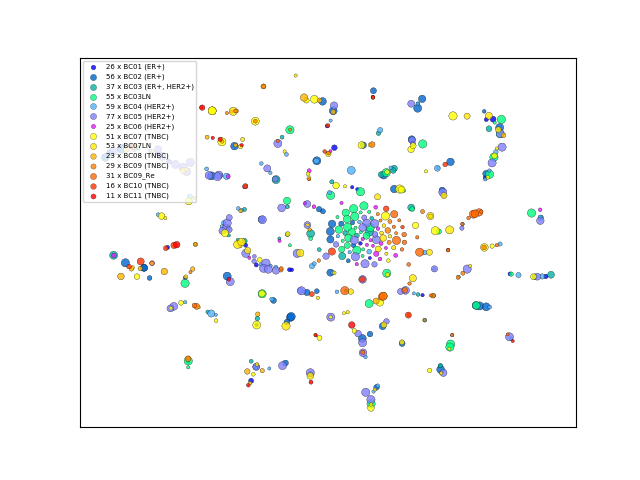 26 x BC01 (ER+)
56 x BC02 (ER+)
37 x BC03 (ER+, HER2+)
55 x BC03LN
59 x BC04 (HER2+)
77 x BC05 (HER2+)
25 x BC06 (HER2+)
51 x BC07 (TNBC)
53 x BC07LN
23 x BC08 (TNBC)
29 x BC09 (TNBC)
31 x BC09_Re
16 x BC10 (TNBC)
11 x BC11 (TNBC)